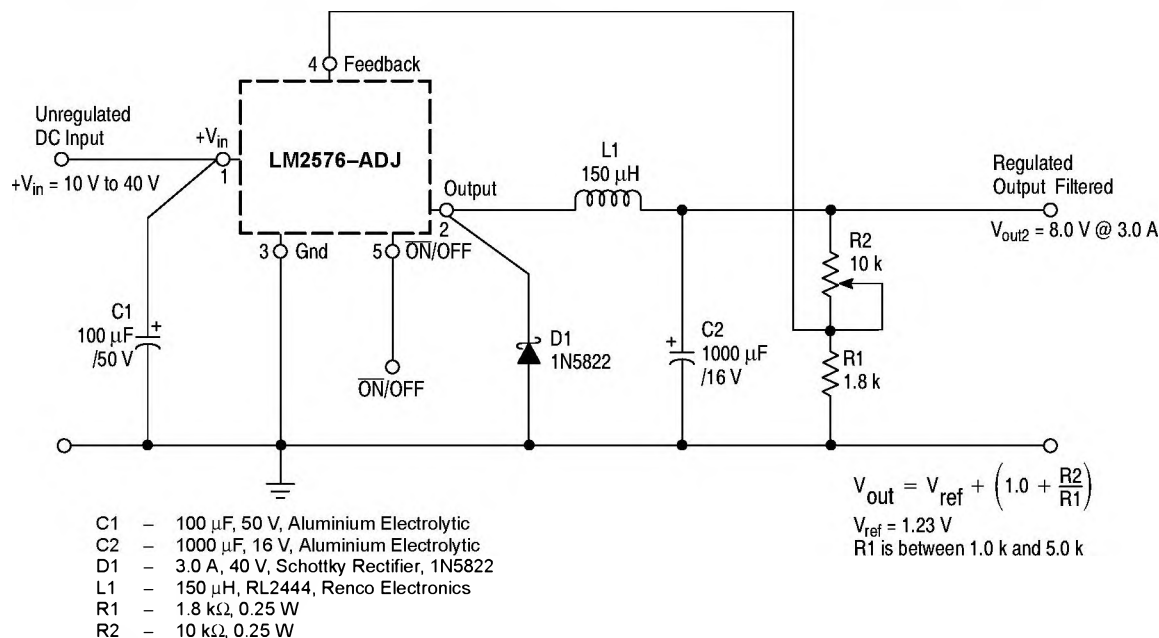 4 Feedback
Unregulated
DC Input
+Vin
1
+Vin = 10 V to 40 V
LM2576–ADJ
Output
2
3 Gnd
5 ON/OFF
ON/OFF
L1
150 μH
Regulated
Output Filtered
Vout2 = 8.0 V @ 3.0 A
R2
10 k
C1
100 μF
/50 V
+
D1
1N5822
C2
+ 1000 μF
/16 V
R1
1.8 k
Vout = Vref + (1.0 + R2/R1)
Vref = 1.23 V
R1 is between 1.0 k and 5.0 k
C1 – 100 μF, 50 V, Aluminium Electrolytic
C2 – 1000 μF, 16 V, Aluminium Electrolytic
D1 – 3.0 A, 40 V, Schottky Rectifier, 1N5822
L1 – 150 μH, RL2444, Renco Electronics
R1 – 1.8 kΩ, 0.25 W
R2 – 10 kΩ, 0.25 W